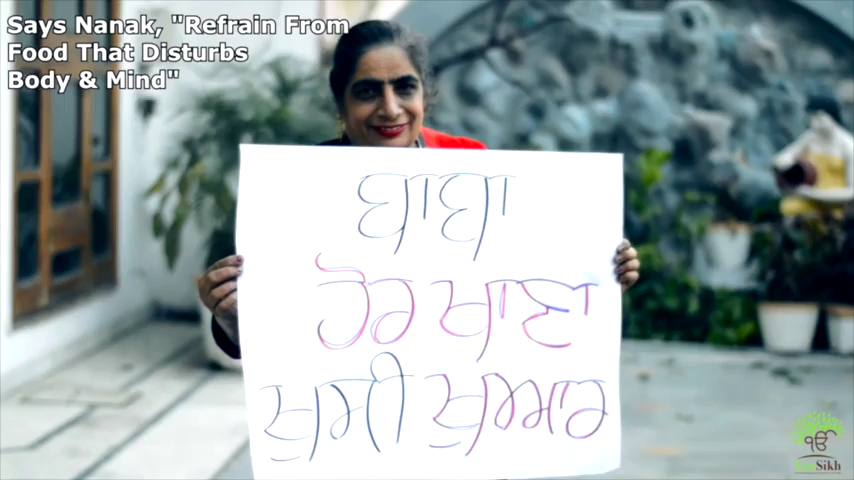 Says Nanak, "Refrain From
Food That Disturbs
Body & Mind"
ਬਾਬਾ
ਹੋਰ ਖਾਣਾ
ਖੁਸੀ ਖੁਆਰ
ੴ
EcoSikh